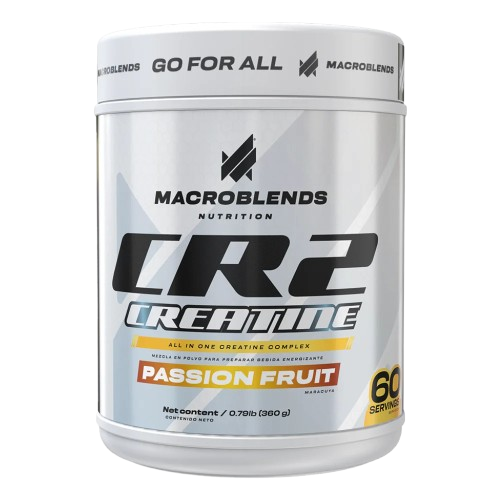 MACROBLENDS GO FOR ALL MACROBLENDS
MACROBLENDS
NUTRITION
CR2
CREATINE
ALL IN ONE CREATINE COMPLEX
MEZCLA EN POLVO PARA PREPARAR BEBIDA ENERGIZANTE
PASSION FRUIT
MARACUYA
60
SERVINGS
Net content / 0.79lb (360 g)
CONTENIDO NETO